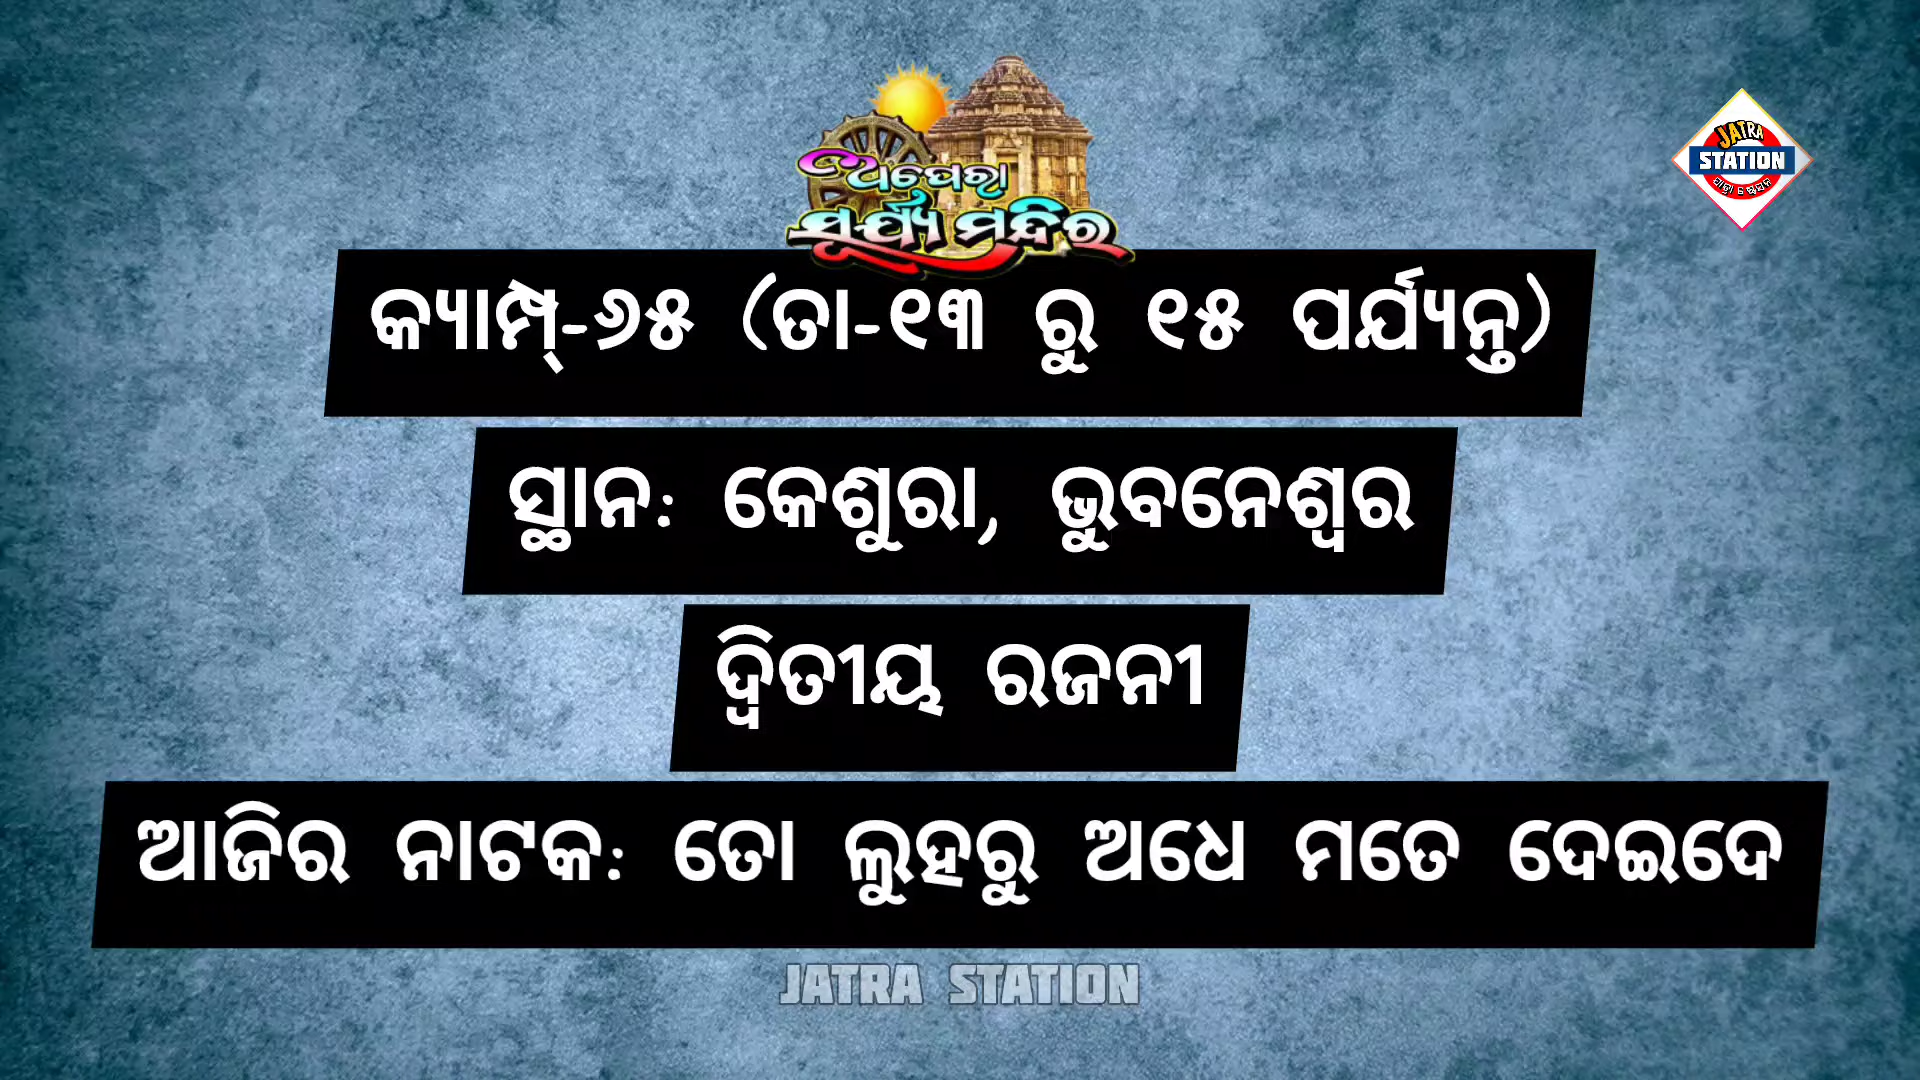 ଅପେରା
ସୂର୍ଯ୍ୟ ମନ୍ଦିର
JATRA
STATION
ଯାତ୍ରା ଷ୍ଟେସନ
କ୍ୟାମ୍ପ-୬୫ (ତା-୧୩ ରୁ ୧୫ ପର୍ଯ୍ୟନ୍ତ)
ସ୍ଥାନ: କେଶୁରା, ଭୁବନେଶ୍ୱର
ଦ୍ୱିତୀୟ ରଜନୀ
ଆଜିର ନାଟକ: ତୋ ଲୁହରୁ ଅଧେ ମତେ ଦେଇଦେ
JATRA STATION